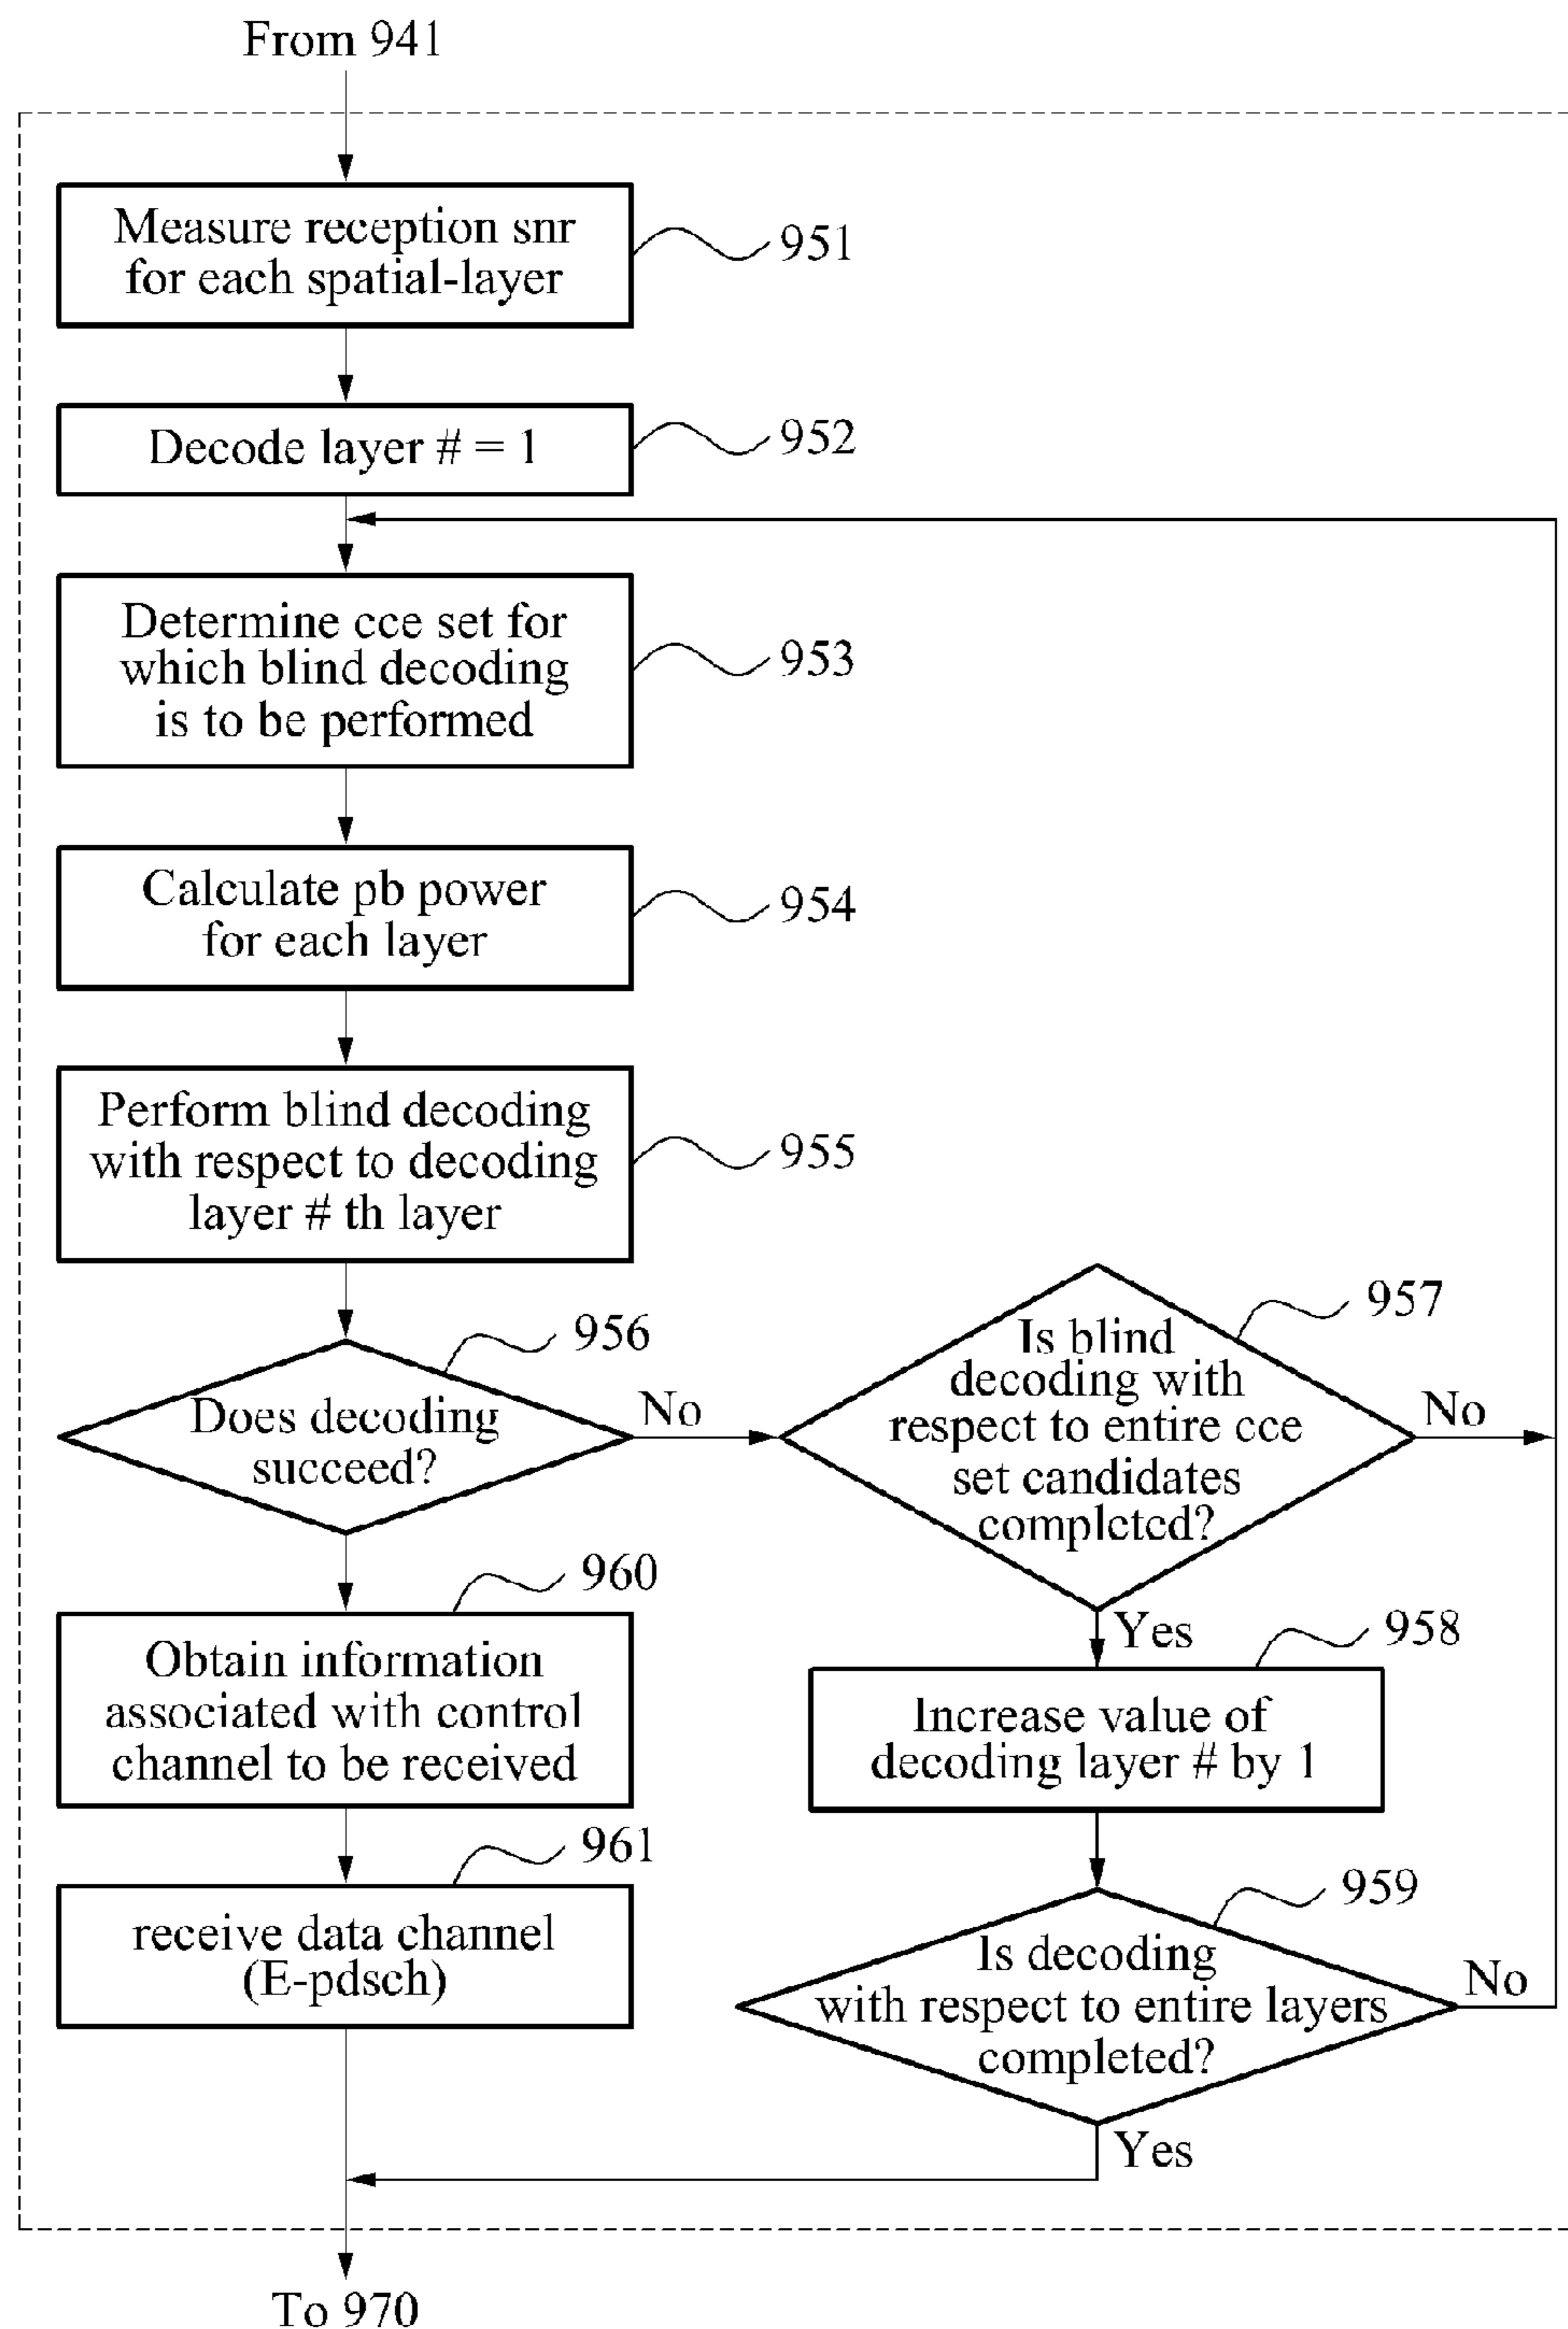 From 941
Measure reception snr
for each spatial-layer
951
Decode layer # = 1
952
Determine cce set for
which blind decoding
is to be performed
953
Calculate pb power
for each layer
954
Perform blind decoding
with respect to decoding
layer # th layer
955
956
Does decoding
succeed?
No
957
Is blind
decoding with
respect to entire cce
set candidates
completed?
No
Yes
960
Obtain information
associated with control
channel to be received
958
Increase value of
decoding layer # by 1
961
receive data channel
(E-pdsch)
959
Is decoding
with respect to entire layers
completed?
No
Yes
To 970